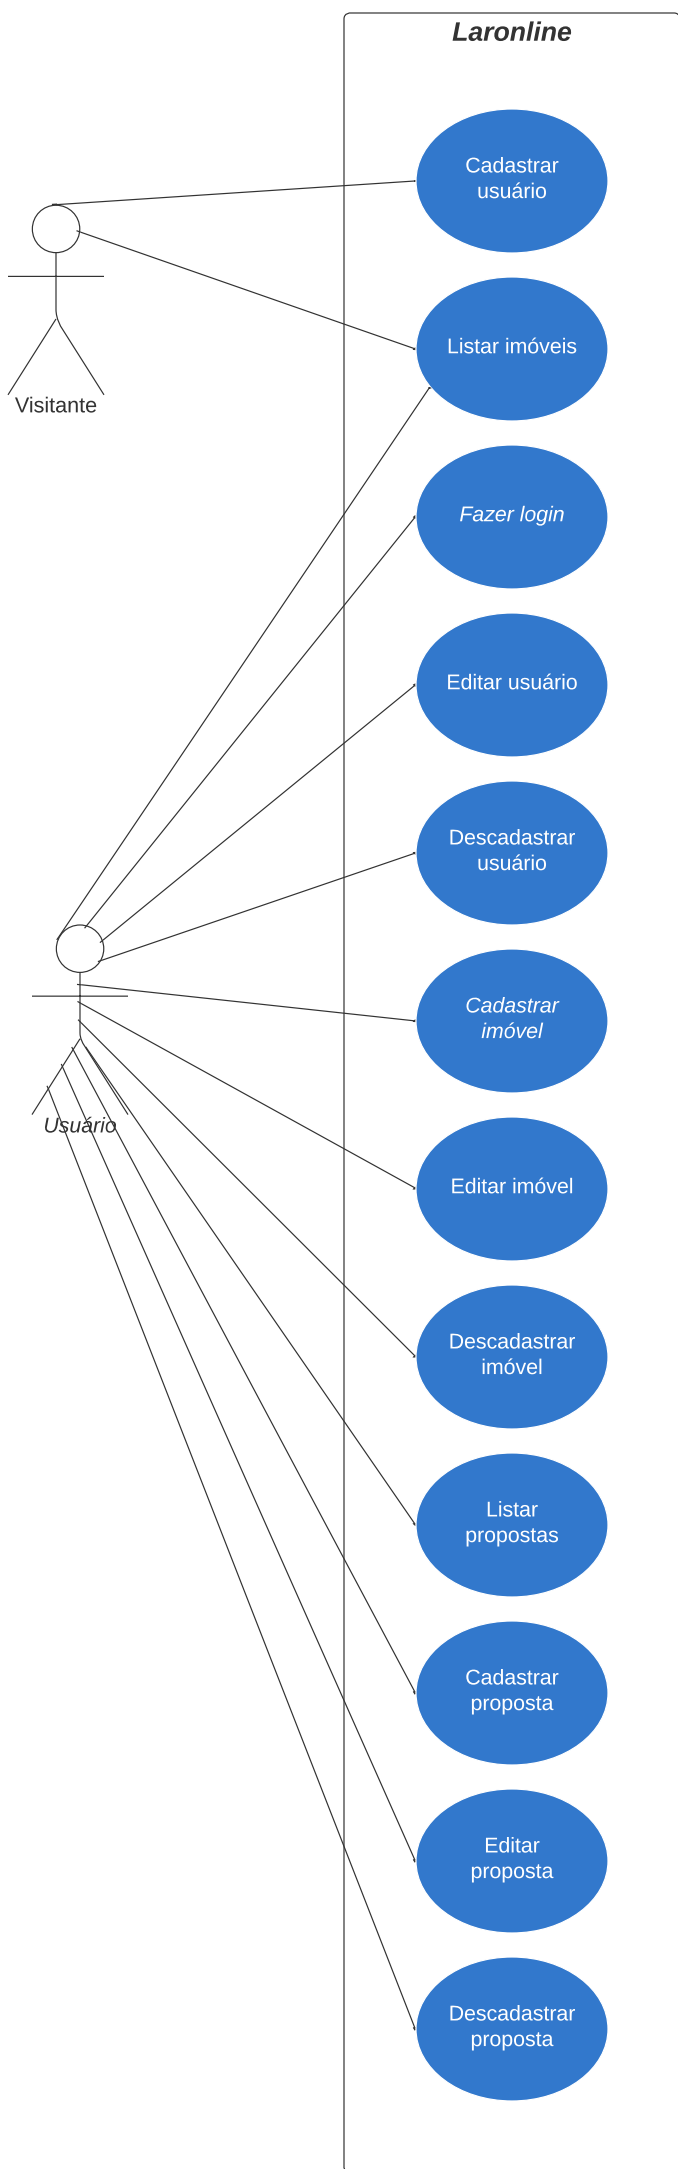 Laronline
Cadastrar
usuário
Visitante
Listar imóveis
Fazer login
Editar usuário
Descadastrar
usuário
Usuário
Cadastrar
imóvel
Editar imóvel
Descadastrar
imóvel
Listar
propostas
Cadastrar
proposta
Editar
proposta
Descadastrar
proposta